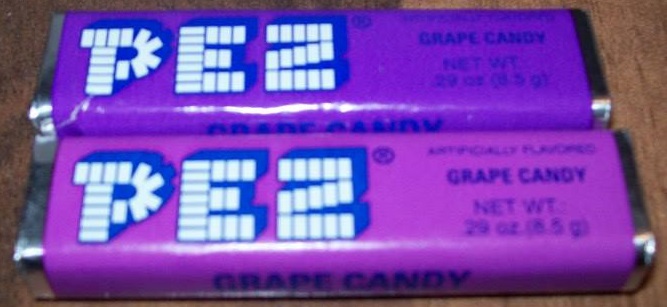 PEZ®
ARTIFICIALLY FLAVORED
GRAPE CANDY
NET WT.
.29 oz (8.5 g)
GRAPE CANDY
PEZ®
ARTIFICIALLY FLAVORED
GRAPE CANDY
NET WT.
.29 oz.(8.5 g)
GRAPE CANDY